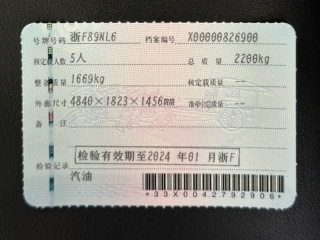 号牌号码 浙F89NL6 档案编号 X00000826900
核定载人数 5人 总质量 2200kg
整备质量 1669kg 核定载质量 --
外廓尺寸 4840×1823×1456mm 准牵引总质量 --
备注
检验有效期至2024年01月浙F
检验记录
汽油
*33X0042792906*